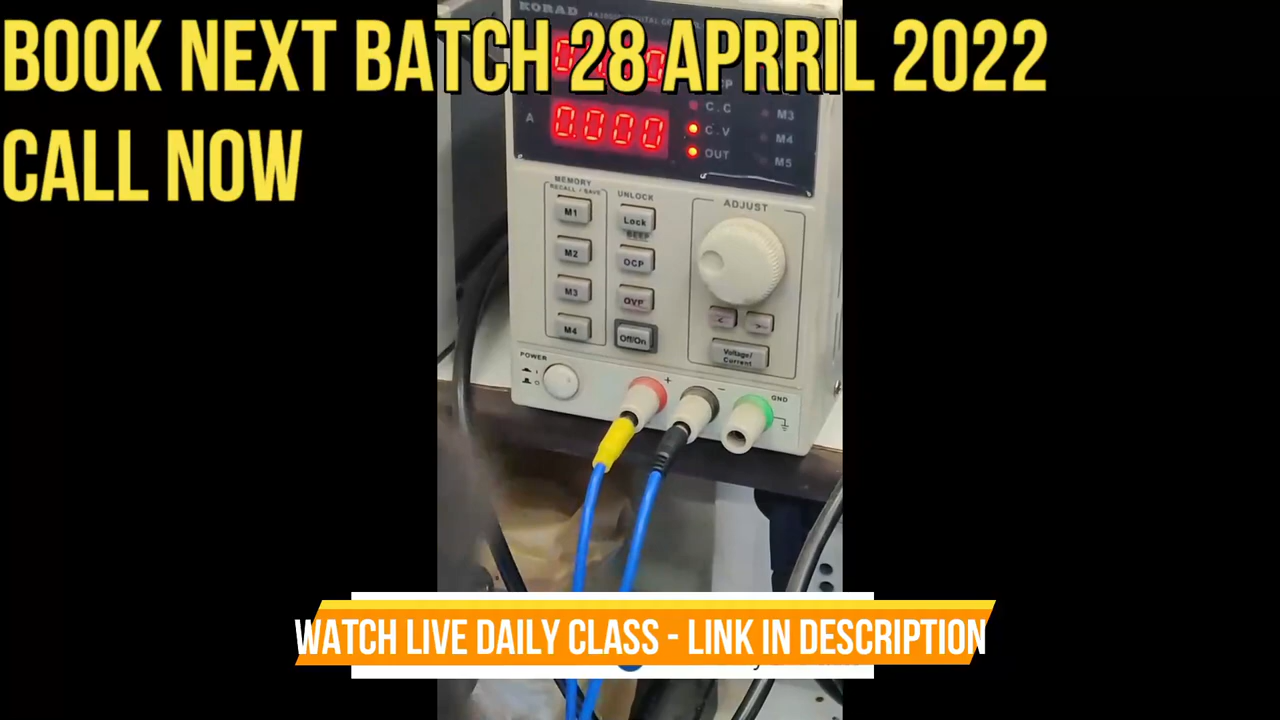 BOOK NEXT BATCH 28 APRRIL 2022
CALL NOW
KORAD
A
0.000
C.C
C.V
OUT
M3
M4
M5
MEMORY
RECALL / SAVE
UNLOCK
ADJUST
M1
Lock
BEEP
M2
OCP
M3
OVP
< >
M4
Off/On
Voltage/
Current
POWER
+
-
GND
WATCH LIVE DAILY CLASS - LINK IN DESCRIPTION